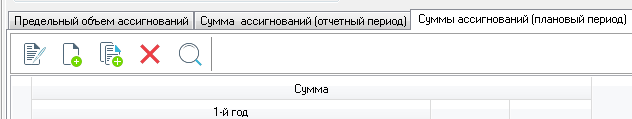 Предельный объем ассигнований Сумма ассигнований (отчетный период) Суммы ассигнований (плановый период)
Сумма
1-й год